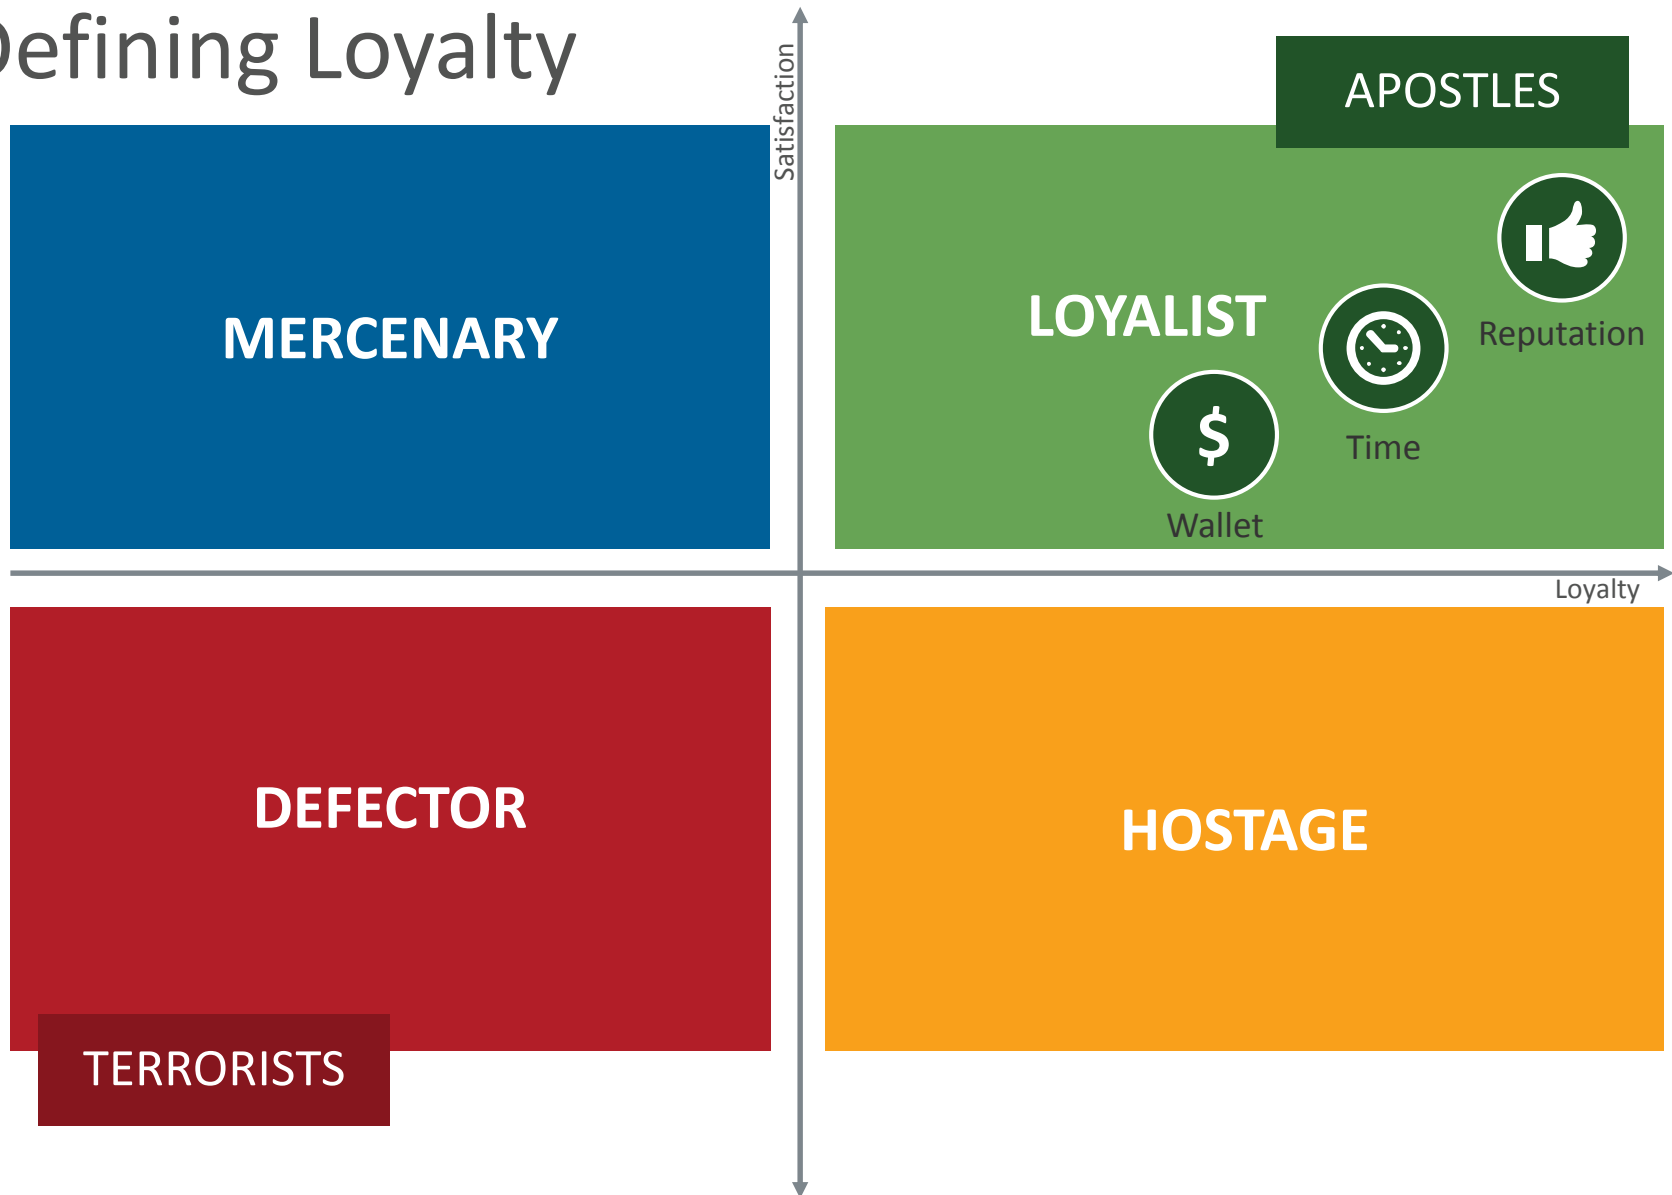 Defining Loyalty
Satisfaction
APOSTLES
MERCENARY
LOYALIST
Reputation
Time
$
Wallet
Loyalty
DEFECTOR
HOSTAGE
TERRORISTS